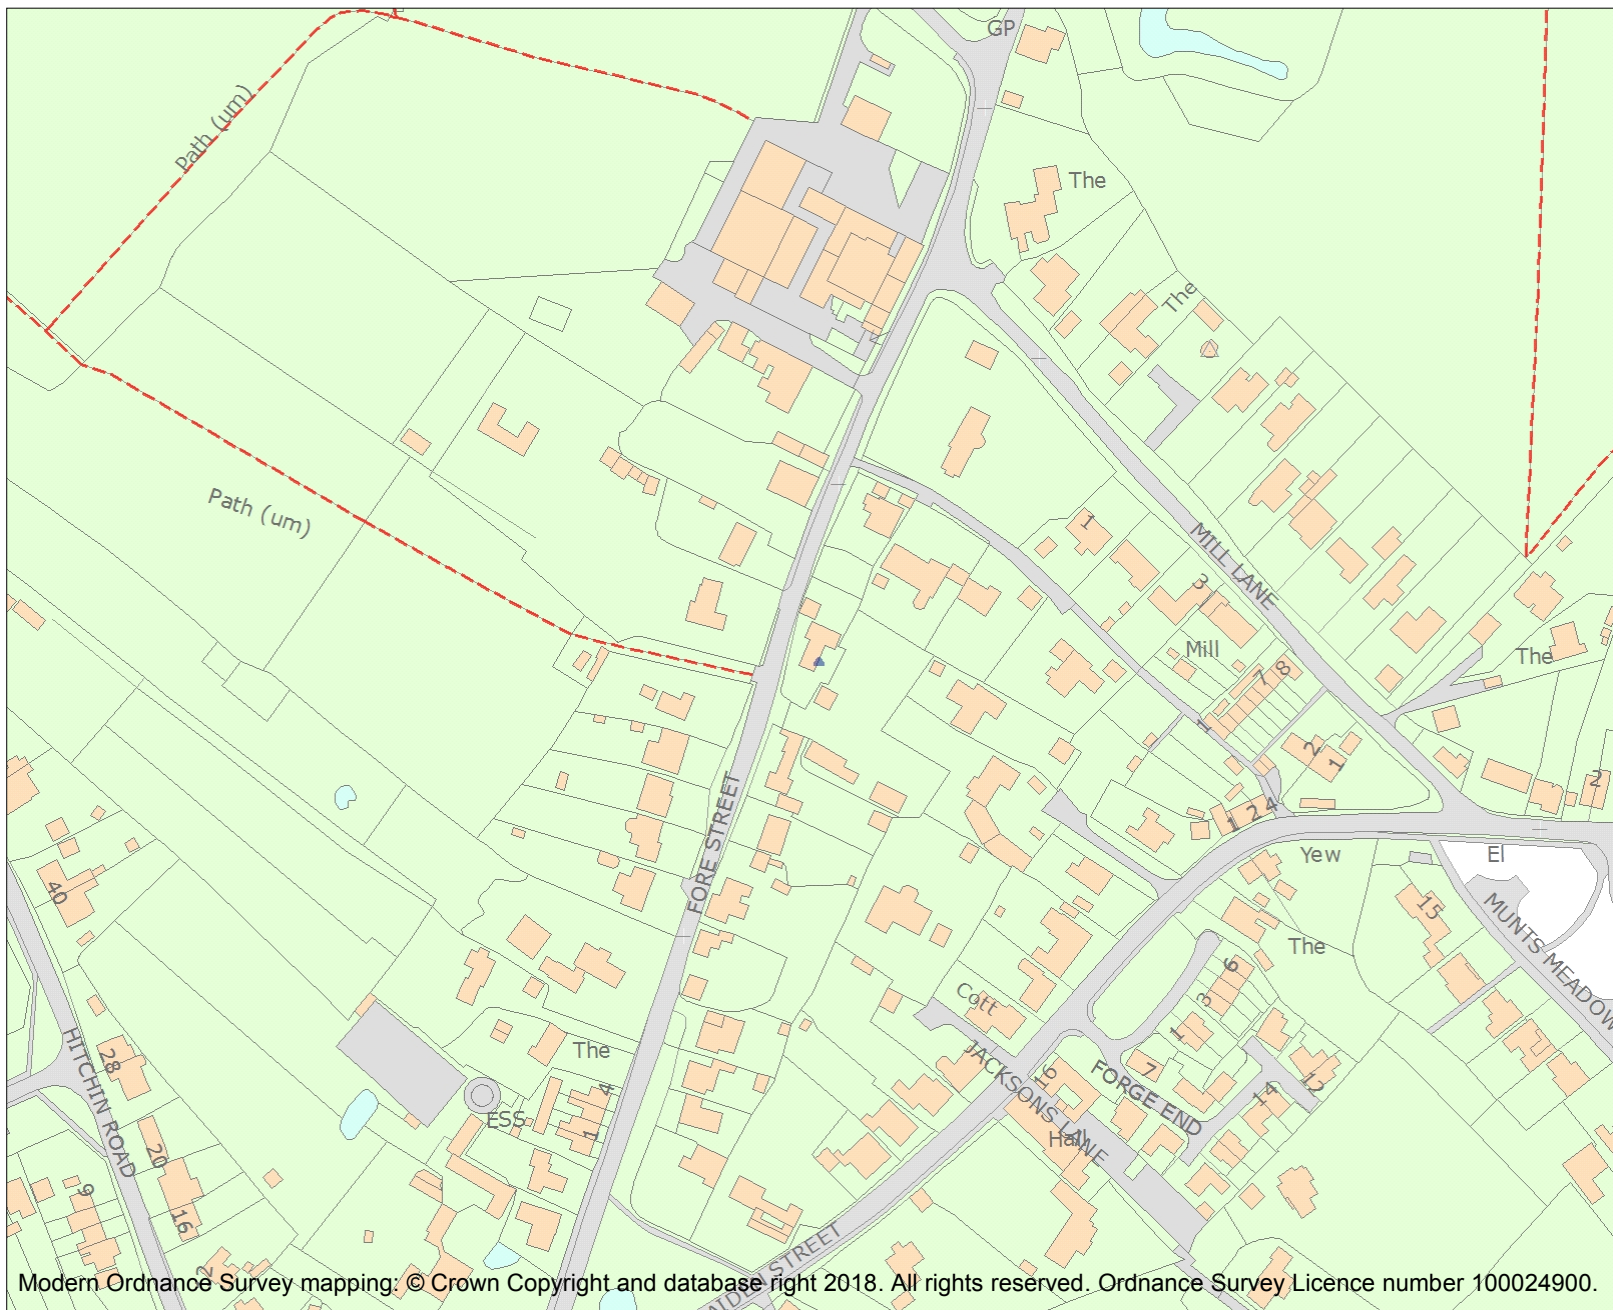 GP
Path (um)
The
The
Path (um)
1
MILL LANE
3
Mill
The
7
8
1
2
1
2
FORE STREET
1
2
4
Yew
El
40
15
MUNTS MEADOW
The
6
3
Cott
1
HITCHIN ROAD
28
The
JACKSONS LANE
16
FORGE END
7
12
14
4
ESS
1
Hall
20
9
16
2
AIDEN STREET
Modern Ordnance Survey mapping: © Crown Copyright and database right 2018. All rights reserved. Ordnance Survey Licence number 100024900.